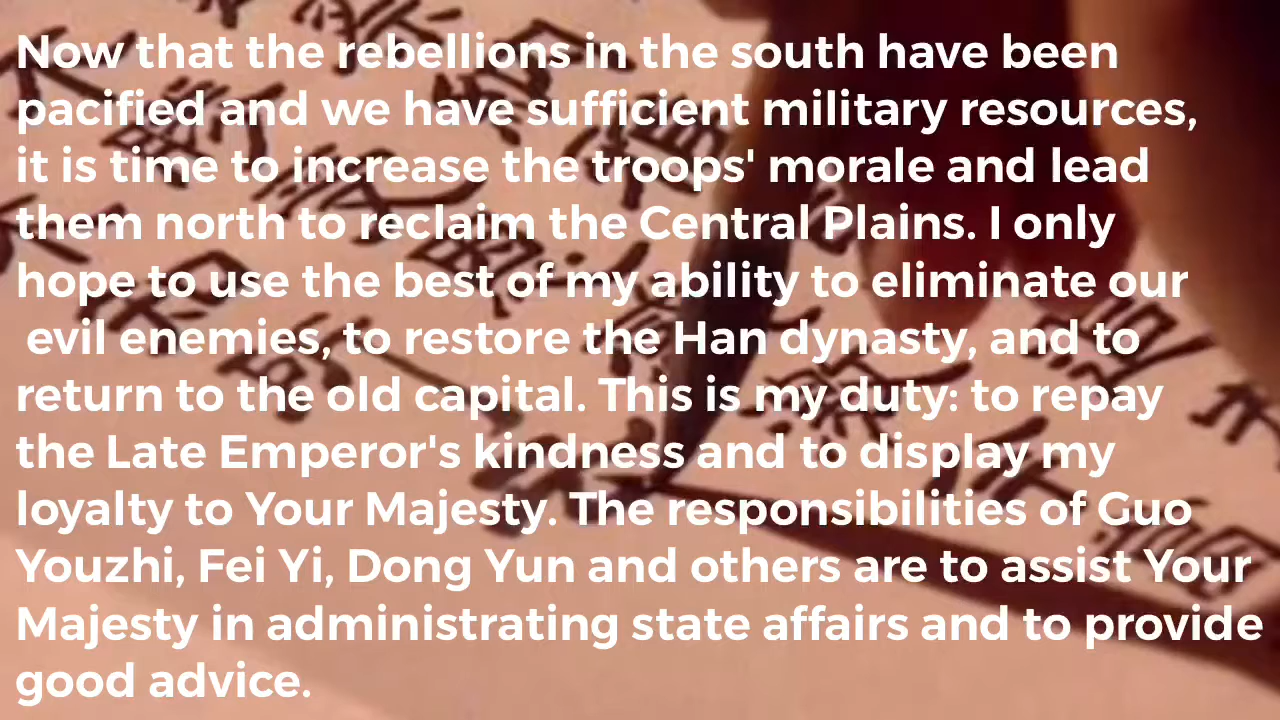 Now that the rebellions in the south have been
pacified and we have sufficient military resources,
it is time to increase the troops' morale and lead
them north to reclaim the Central Plains. I only
hope to use the best of my ability to eliminate our
evil enemies, to restore the Han dynasty, and to
return to the old capital. This is my duty: to repay
the Late Emperor's kindness and to display my
loyalty to Your Majesty. The responsibilities of Guo
Youzhi, Fei Yi, Dong Yun and others are to assist Your
Majesty in administrating state affairs and to provide
good advice.